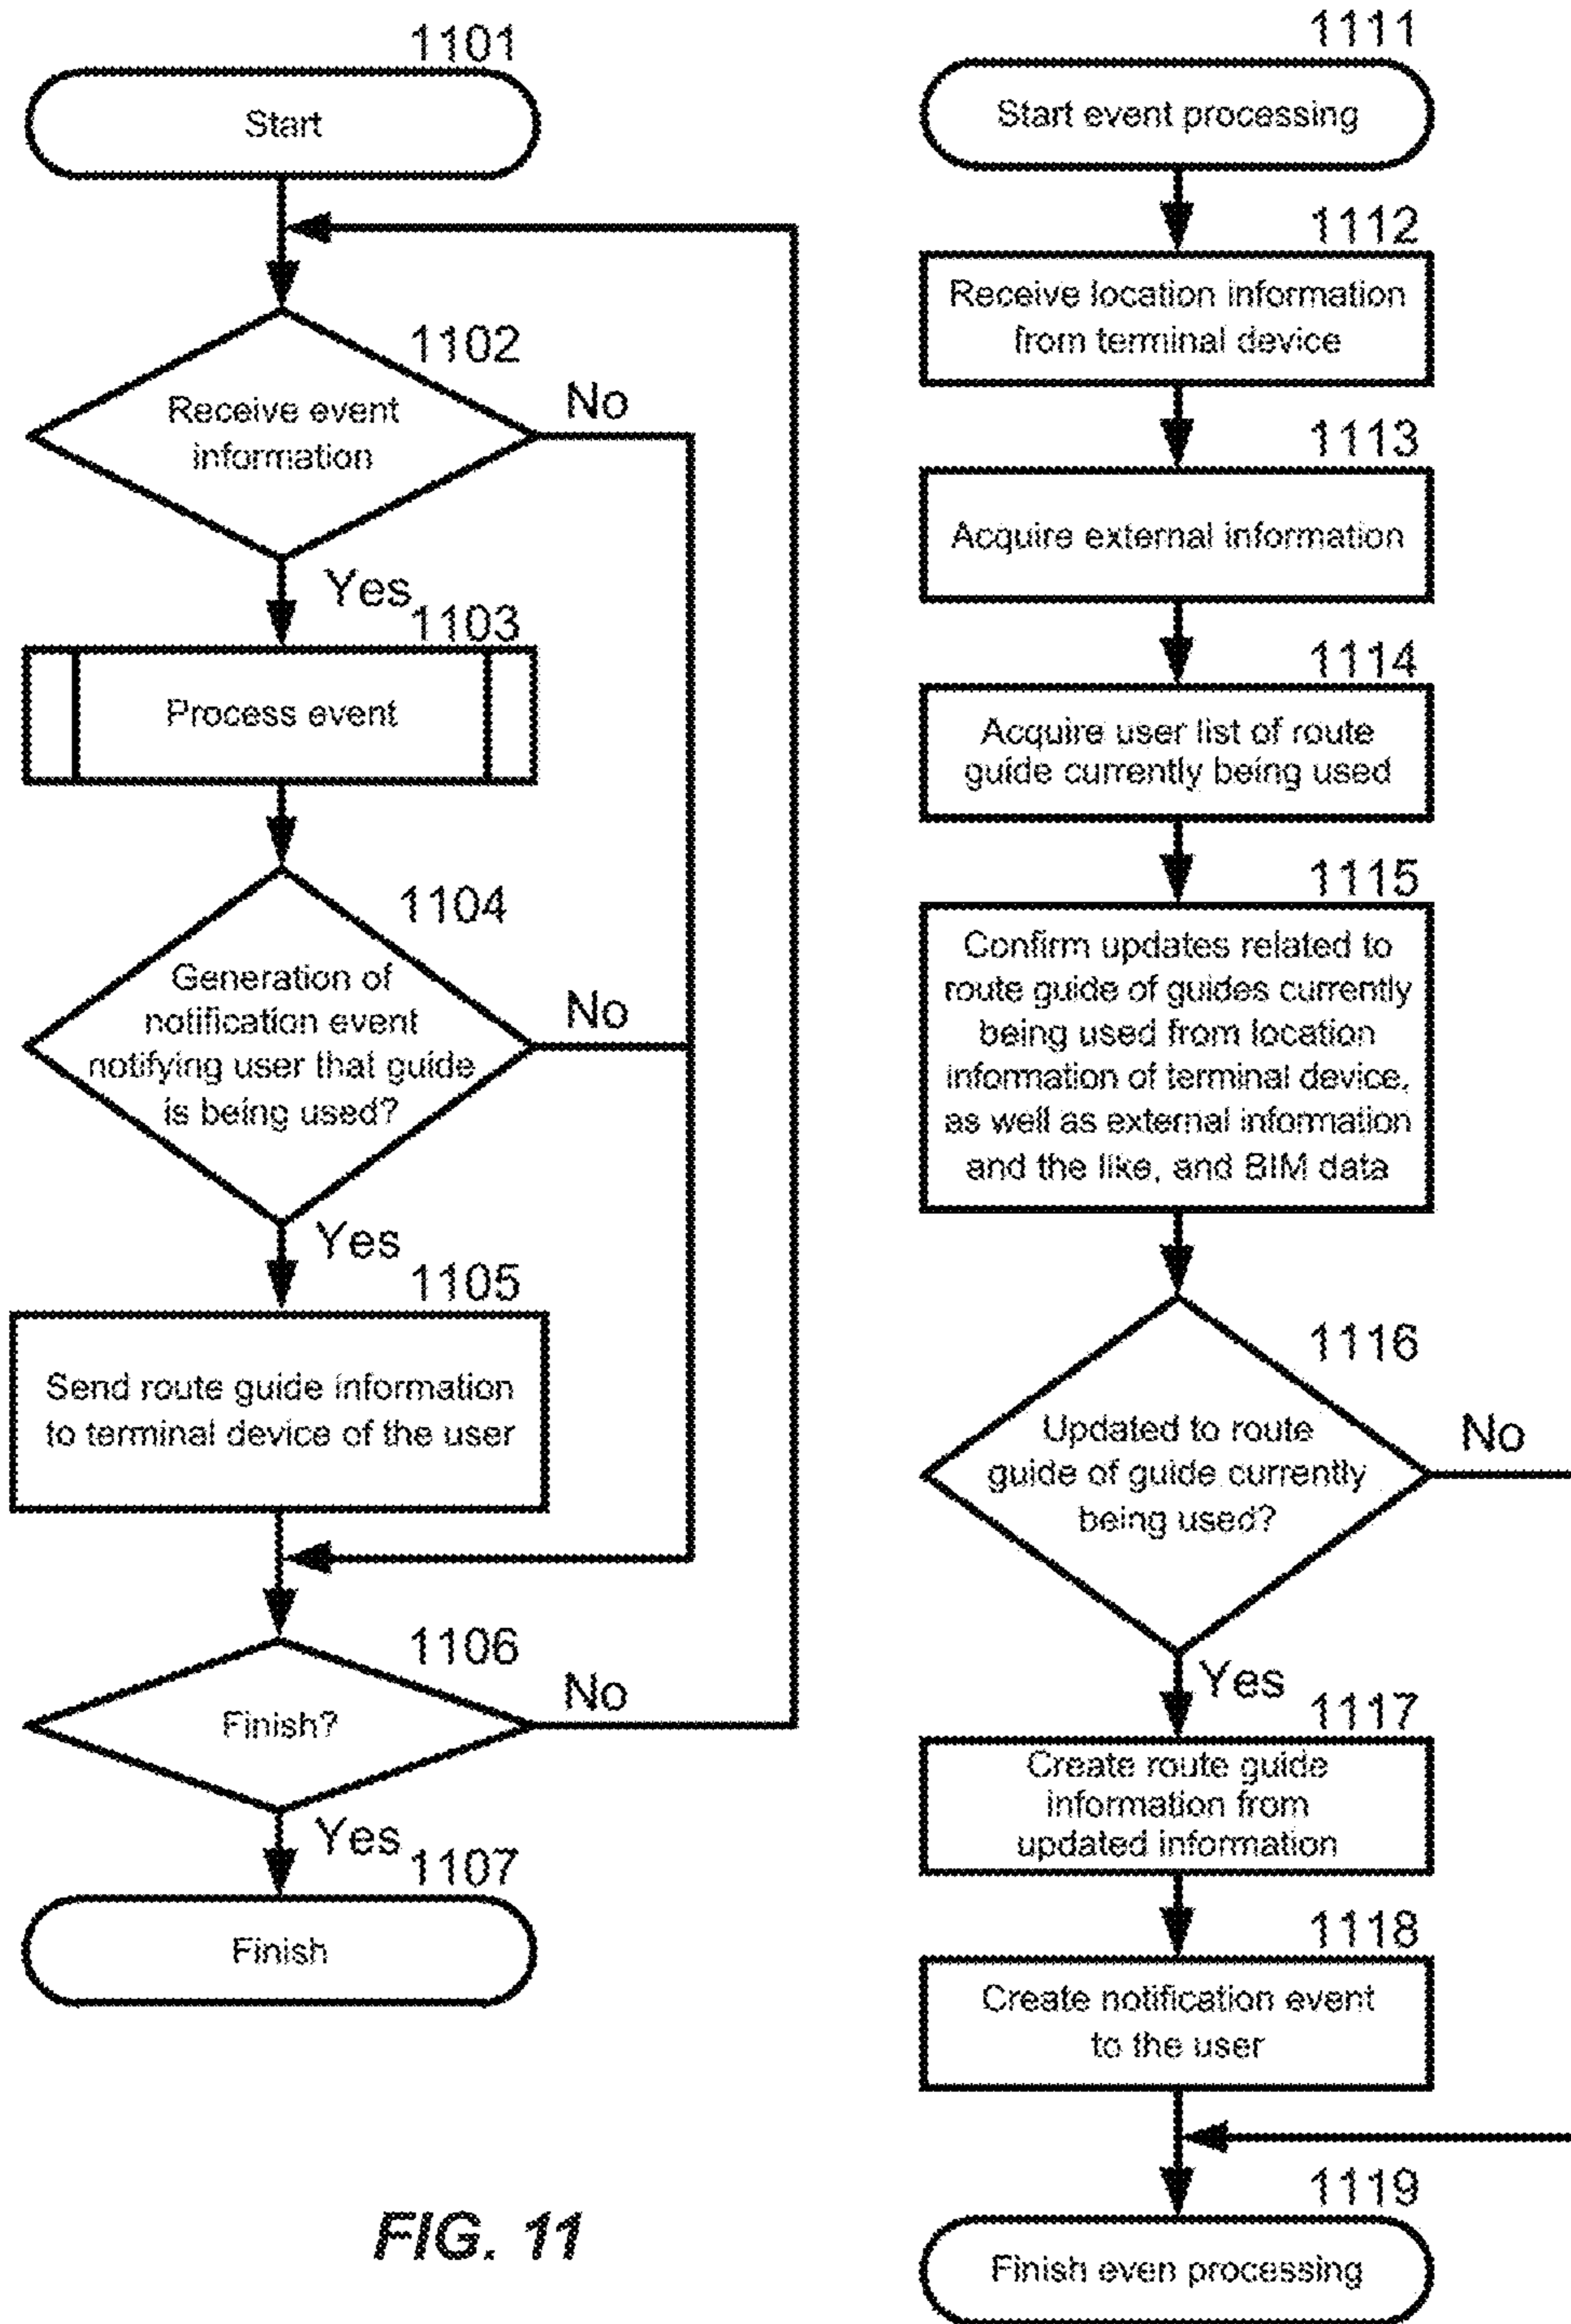 1101
Start
1102
Receive event
information
No
Yes
1103
Process event
1104
Generation of
notification event
notifying user that guide
is being used?
No
Yes
1105
Send route guide information
to terminal device of the user
1106
Finish?
No
Yes
1107
Finish
1111
Start event processing
1112
Receive location information
from terminal device
1113
Acquire external information
1114
Acquire user list of route
guide currently being used
1115
Confirm updates related to
route guide of guides currently
being used from location
information of terminal device,
as well as external information
and the like, and BIM data
1116
Updated to route
guide of guide currently
being used?
No
Yes
1117
Create route guide
information from
updated information
1118
Create notification event
to the user
1119
Finish even processing
FIG. 11